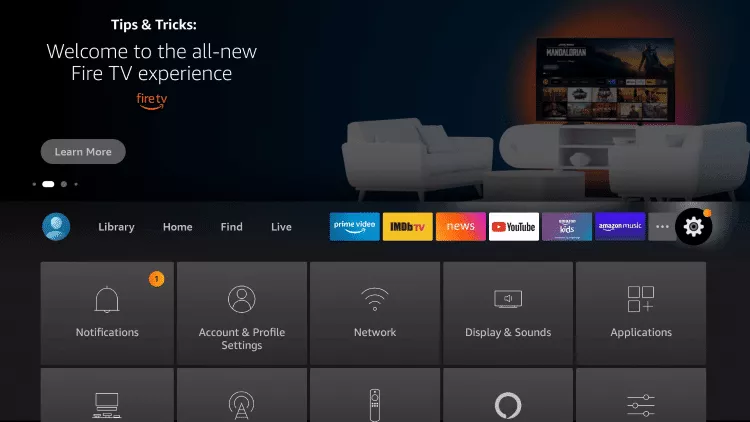 Tips & Tricks:
Welcome to the all-new
Fire TV experience
fire tv
Learn More
THE
MANDALORIAN
Library
Home
Find
Live
prime video
IMDb TV
news
YouTube
amazon
kids
amazon music
1
Notifications
Account & Profile
Settings
Network
Display & Sounds
Applications